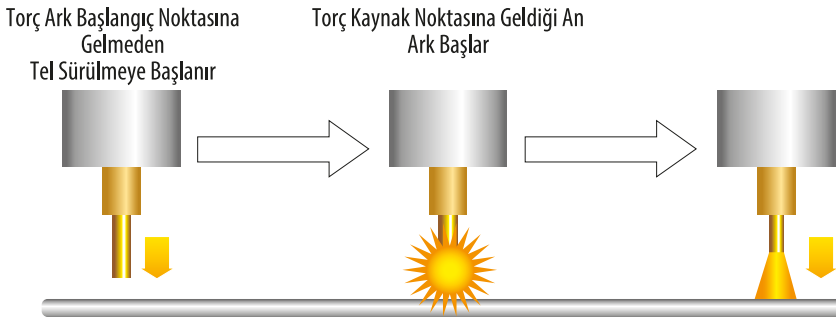 Torç Ark Başlangıç Noktasına
Gelmeden
Tel Sürülmeye Başlanır
Torç Kaynak Noktasına Geldiği An
Ark Başlar